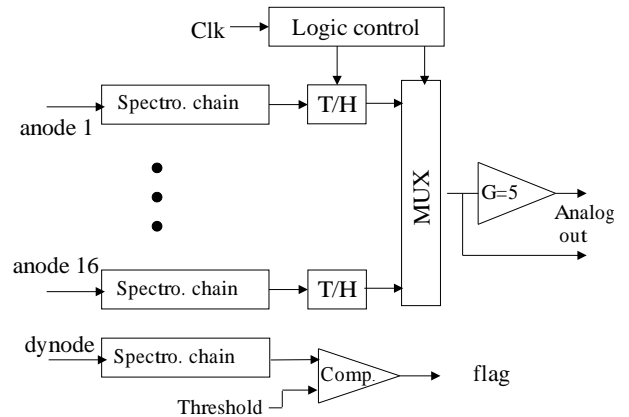 Clk
Logic control
Spectro. chain
T/H
anode 1
MUX
G=5
Analog
out
anode 16
Spectro. chain
T/H
dynode
Spectro. chain
Comp.
flag
Threshold